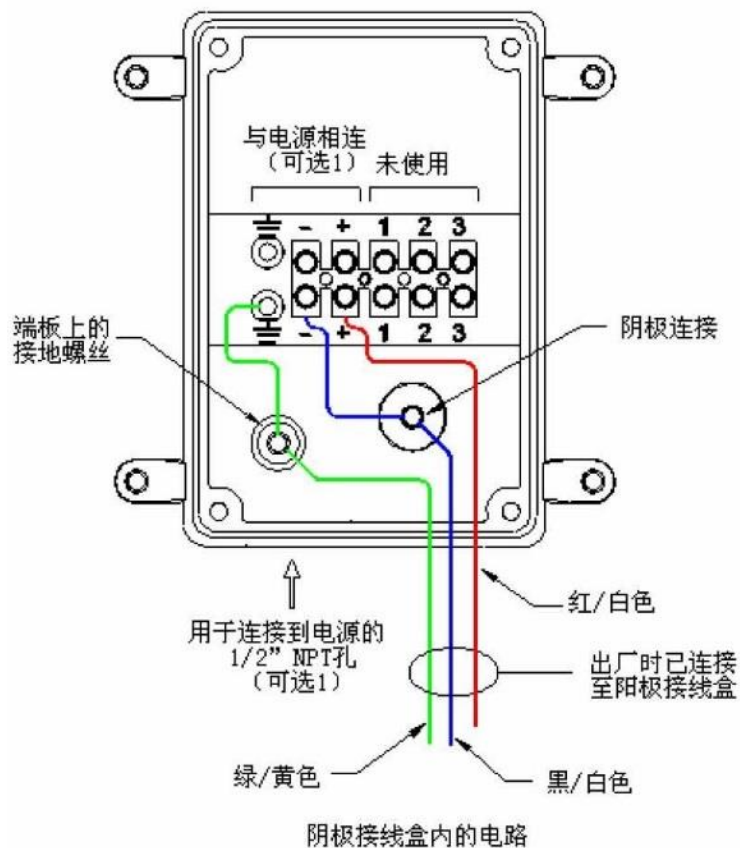 与电源相连
（可选1） 未使用
- + 1 2 3
- + 1 2 3
端板上的
接地螺丝
阴极连接
红/白色
用于连接到电源的
1/2” NPT孔
（可选1）
出厂时已连接
至阳极接线盒
绿/黄色
黑/白色
阴极接线盒内的电路